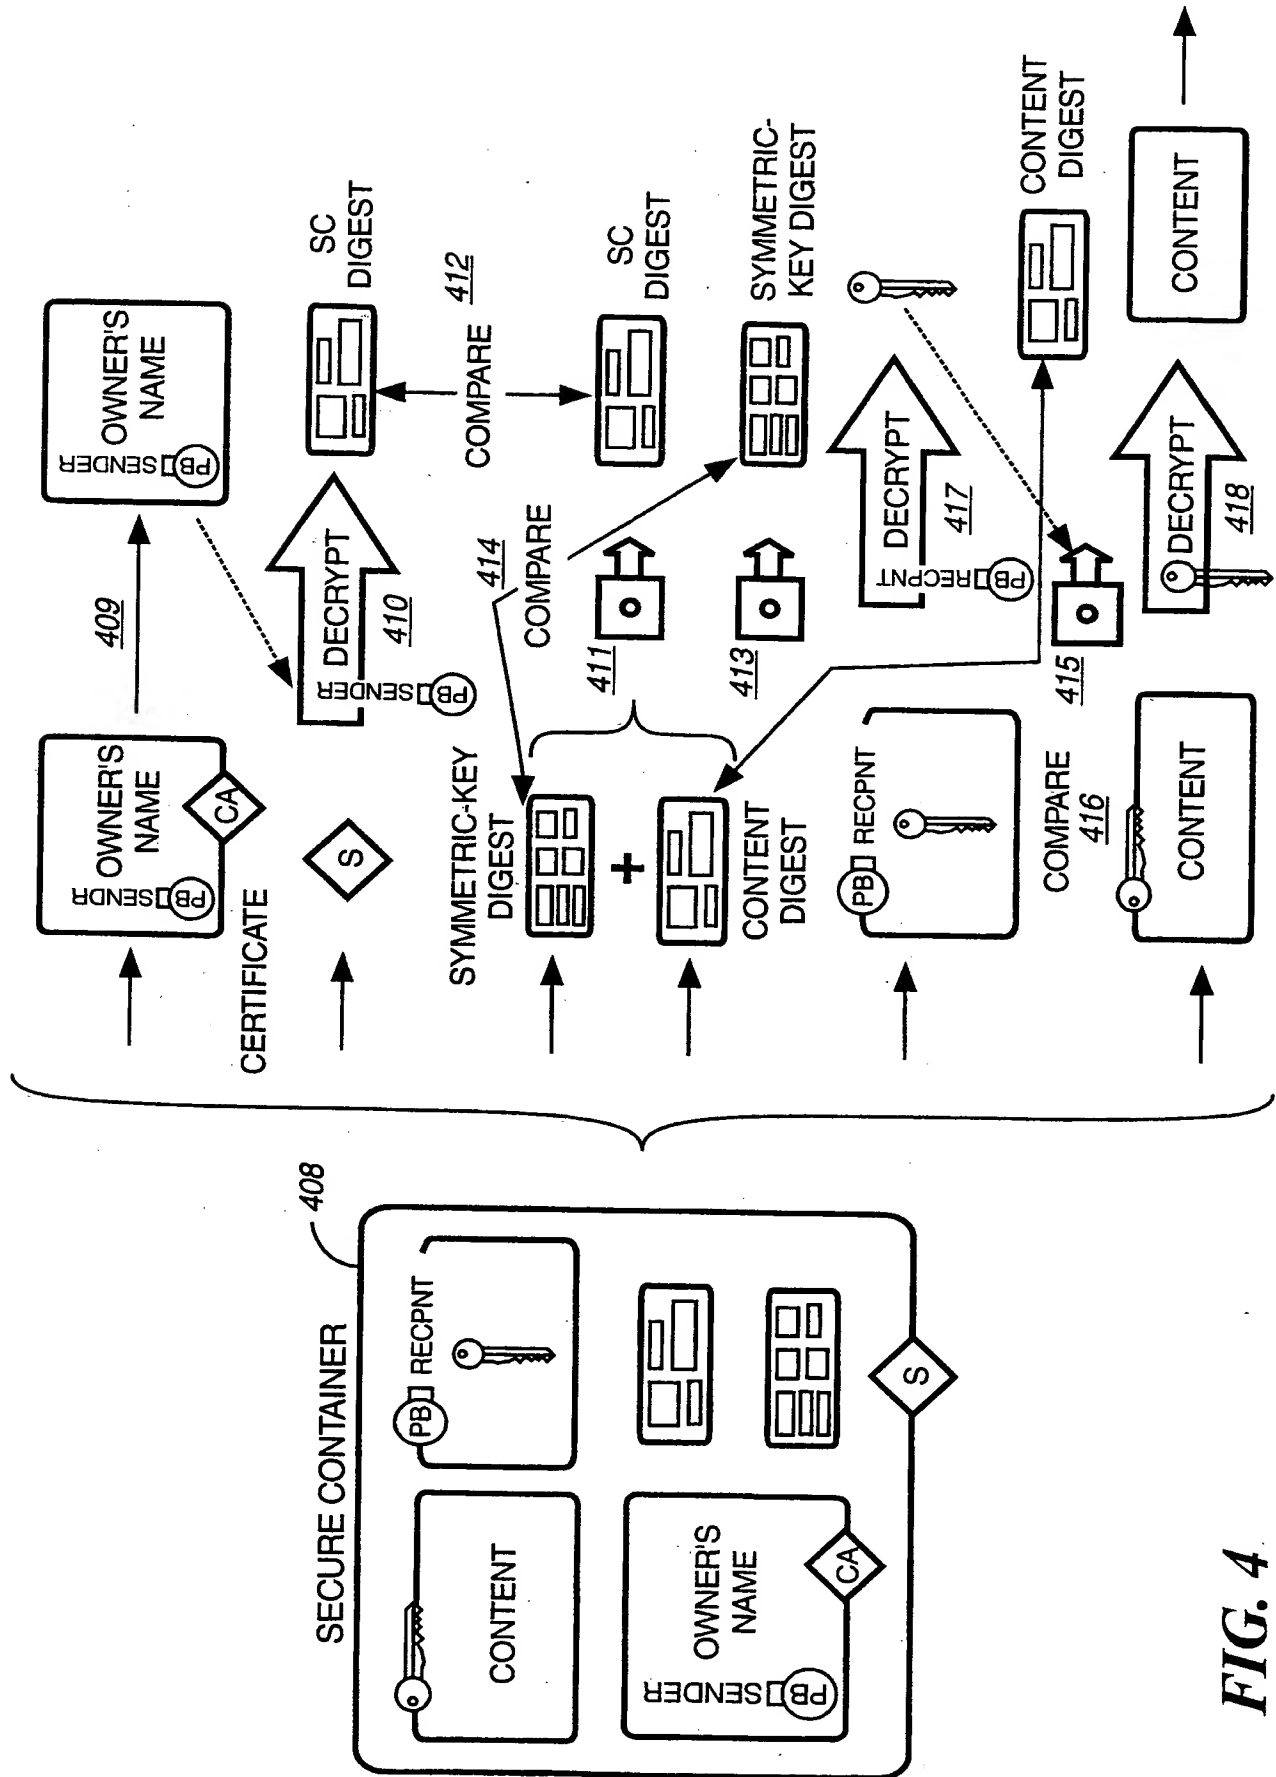 SECURE CONTAINER
408
CONTENT
PB
RECPNT
OWNER'S
NAME
SENDER
PB
CA
S
OWNER'S
NAME
SENDR
PB
CA
CERTIFICATE
409
OWNER'S
NAME
SENDER
PB
S
DECRYPT
SENDER
PB
410
SC
DIGEST
COMPARE
412
SYMMETRIC-KEY
DIGEST
+
CONTENT
DIGEST
414
COMPARE
411
SC
DIGEST
413
SYMMETRIC-
KEY DIGEST
PB
RECPNT
DECRYPT
RECPNT
PB
417
COMPARE
416
415
CONTENT
DIGEST
CONTENT
DECRYPT
418
CONTENT
FIG. 4